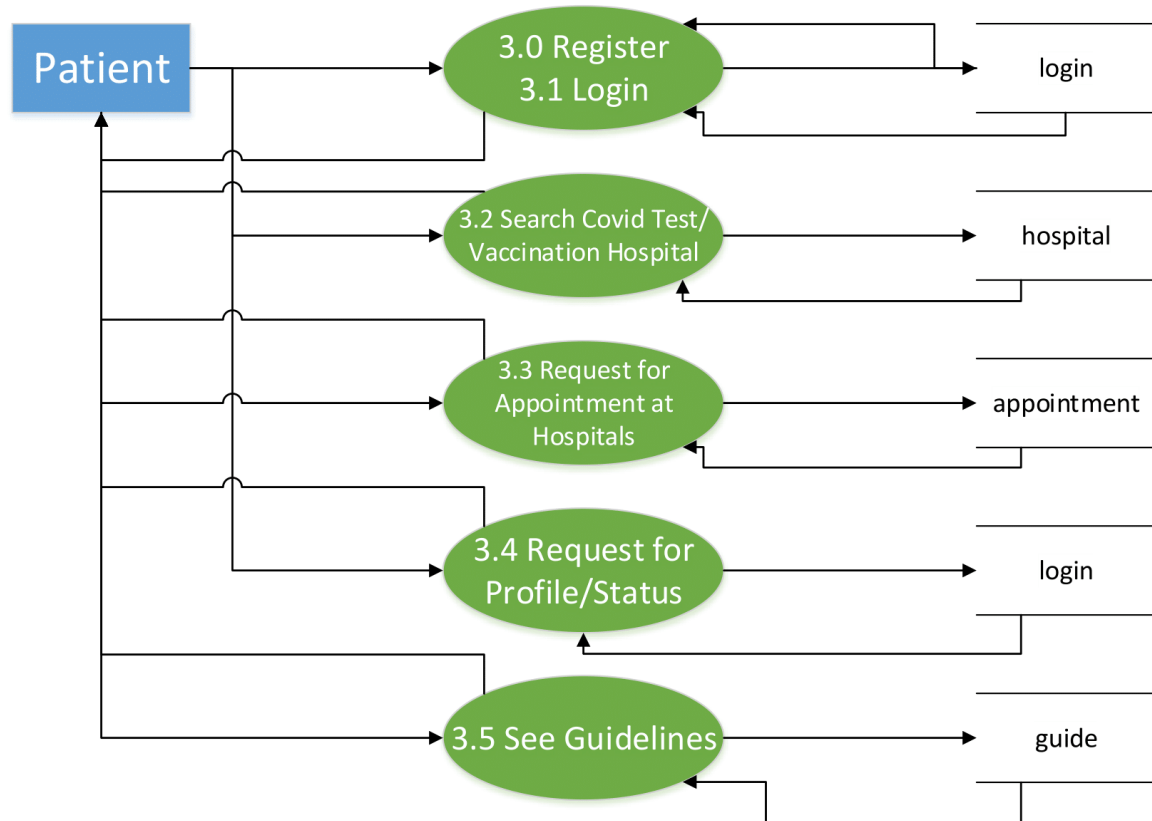 Patient
3.0 Register
3.1 Login
login
3.2 Search Covid Test/
Vaccination Hospital
hospital
3.3 Request for
Appointment at
Hospitals
appointment
3.4 Request for
Profile/Status
login
3.5 See Guidelines
guide